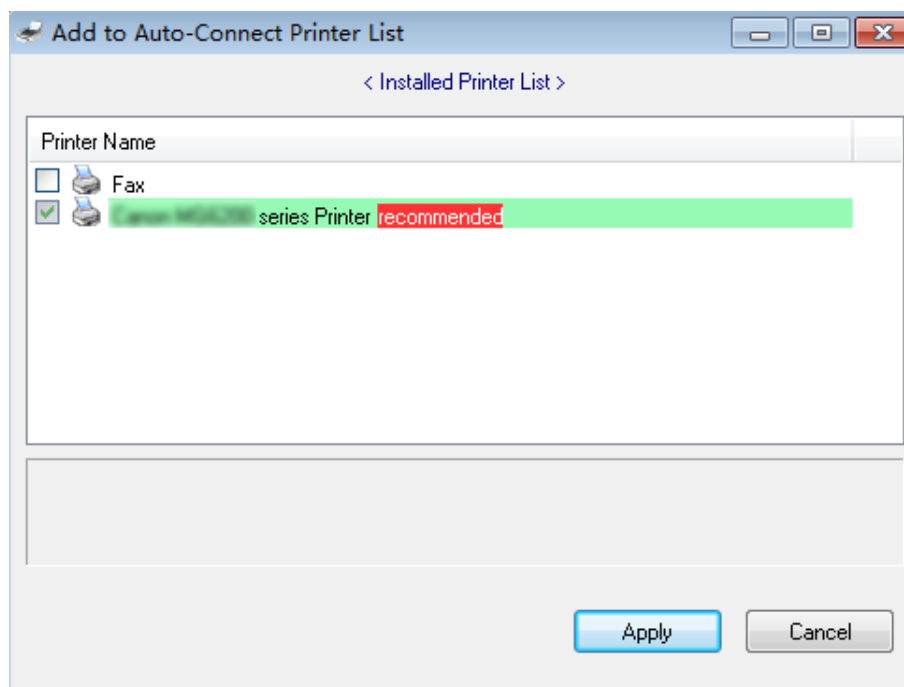 Add to Auto-Connect Printer List
< Installed Printer List >
Printer Name
Fax
series Printer recommended
Apply
Cancel